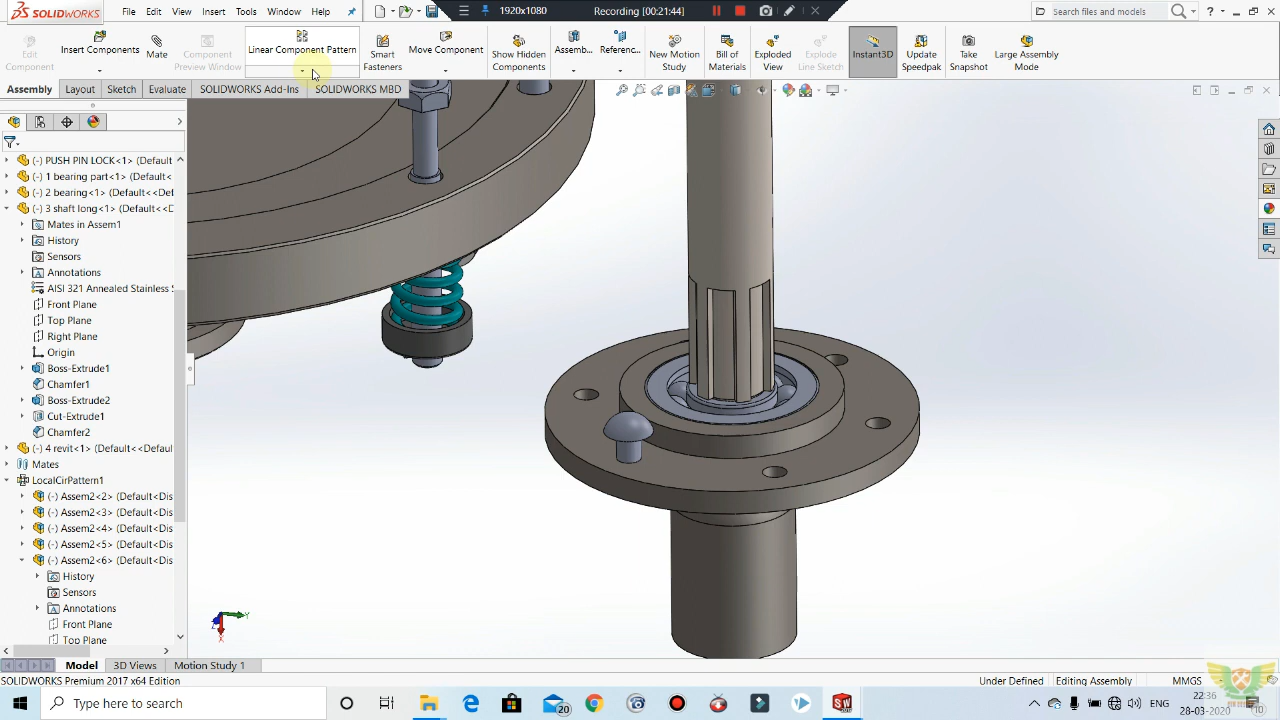 SOLIDWORKS
File
Edit
View
Insert
Tools
Window
Help
1920x1080
Recording [00:21:44]
search files and models
Edit
Component
Insert Components
Mate
Component
Preview Window
Linear Component Pattern
Smart
Fasteners
Move Component
Show Hidden
Components
Assemb...
Referenc...
New Motion
Study
Bill of
Materials
Exploded
View
Explode
Line Sketch
Instant3D
Update
Speedpak
Take
Snapshot
Large Assembly
Mode
Assembly
Layout
Sketch
Evaluate
SOLIDWORKS Add-Ins
SOLIDWORKS MBD
(-) PUSH PIN LOCK<1> (Default
(-) 1 bearing part<1> (Default<
(-) 2 bearing<1> (Default<<Def
(-) 3 shaft long<1> (Default<<D
Mates in Assem1
History
Sensors
Annotations
AISI 321 Annealed Stainless S
Front Plane
Top Plane
Right Plane
Origin
Boss-Extrude1
Chamfer1
Boss-Extrude2
Cut-Extrude1
Chamfer2
(-) 4 revit<1> (Default<<Defaul
Mates
LocalCirPattern1
(-) Assem2<2> (Default<Dis
(-) Assem2<3> (Default<Dis
(-) Assem2<4> (Default<Dis
(-) Assem2<5> (Default<Dis
(-) Assem2<6> (Default<Dis
History
Sensors
Annotations
Front Plane
Top Plane
Model
3D Views
Motion Study 1
SOLIDWORKS Premium 2017 x64 Edition
Under Defined
Editing Assembly
MMGS
Type here to search
20
ENG
28-03-2020
10